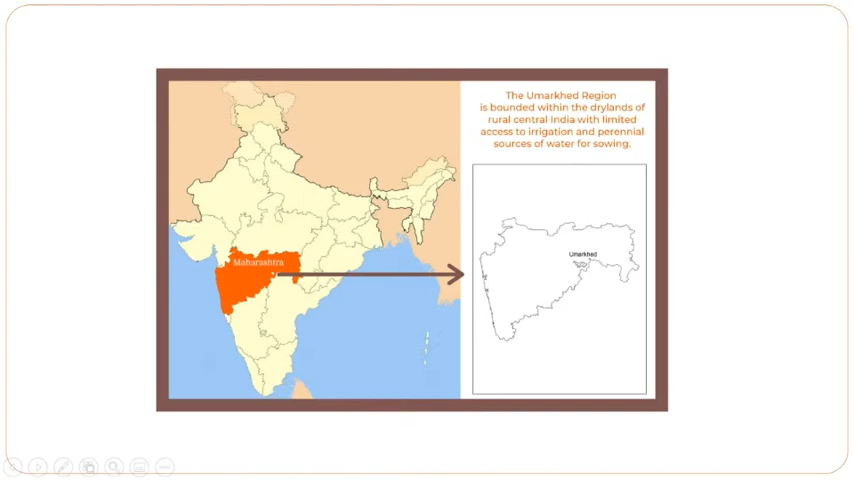 The Umarkhed Region
is bounded within the drylands of
rural central India with limited
access to irrigation and perennial
sources of water for sowing.
Maharashtra
Umarkhed